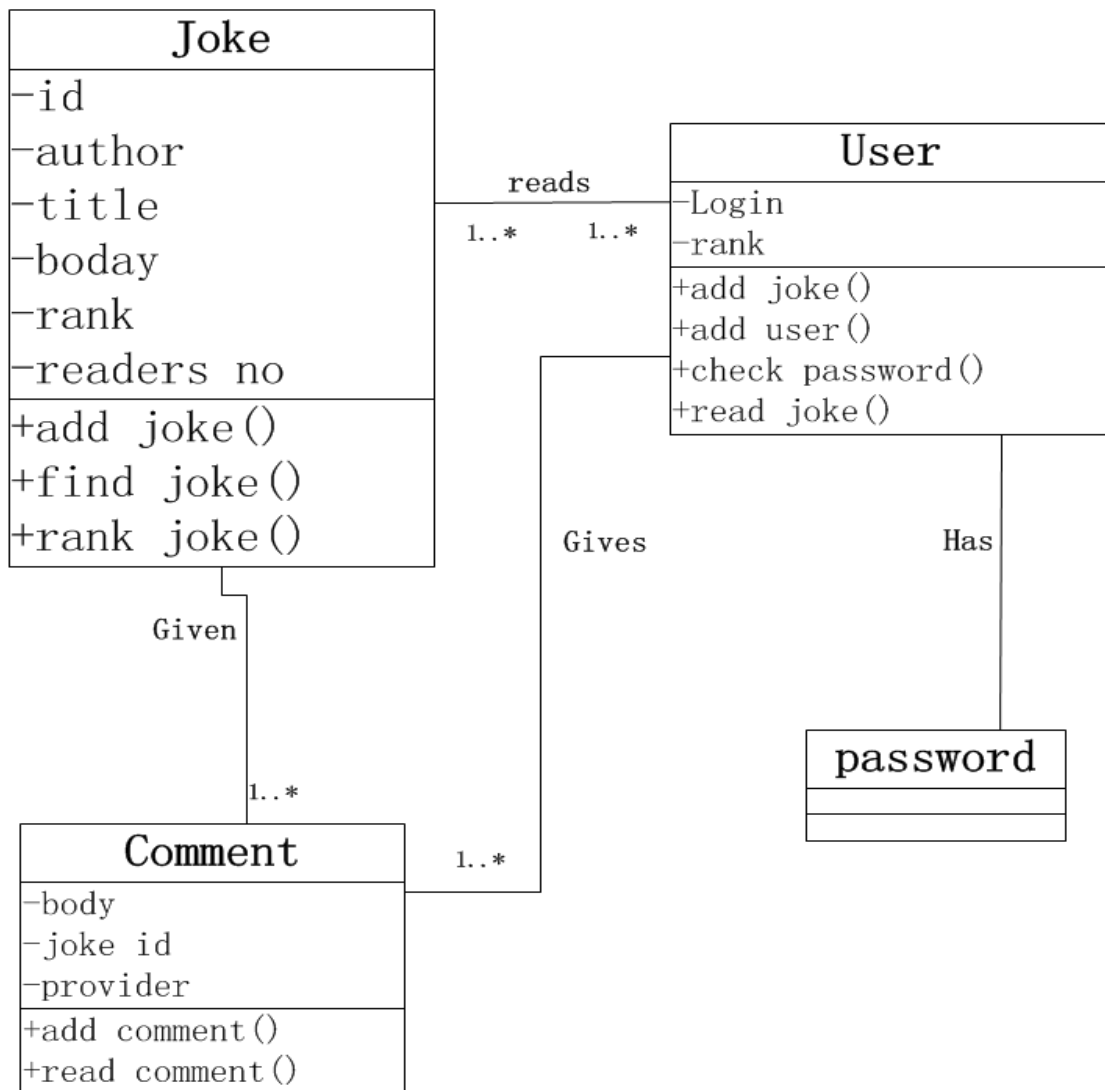 Joke
-id
-author
-title
-boday
-rank
-readers no
+add joke()
+find joke()
+rank joke()
reads
1..*
1..*
User
-Login
-rank
+add joke()
+add user()
+check password()
+read joke()
Given
Gives
Has
1..*
1..*
password
Comment
-body
-joke id
-provider
+add comment()
+read comment()